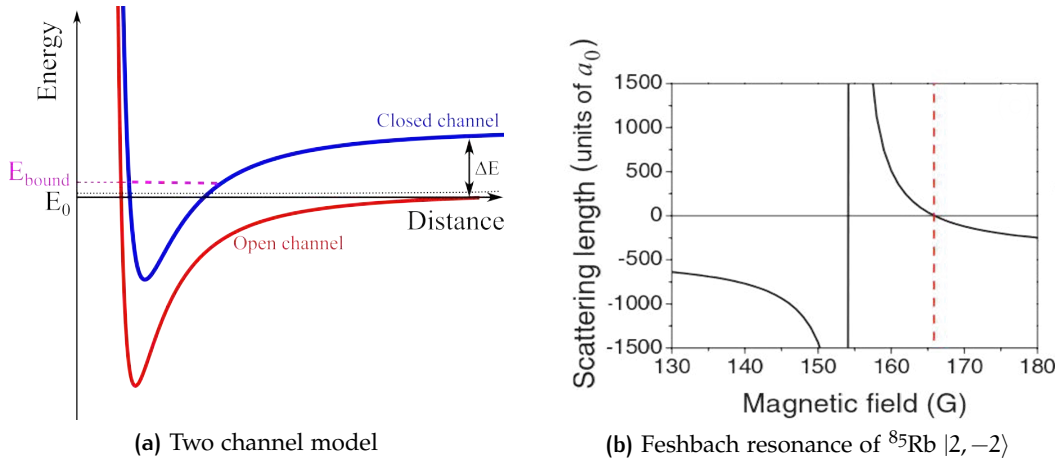 Energy
Closed channel
E_bound
ΔE
E_0
Distance
Open channel
(a) Two channel model
Scattering length (units of a_0)
1500
1000
500
0
-500
-1000
-1500
130 140 150 160 170 180
Magnetic field (G)
(b) Feshbach resonance of ⁸⁵Rb |2, −2⟩